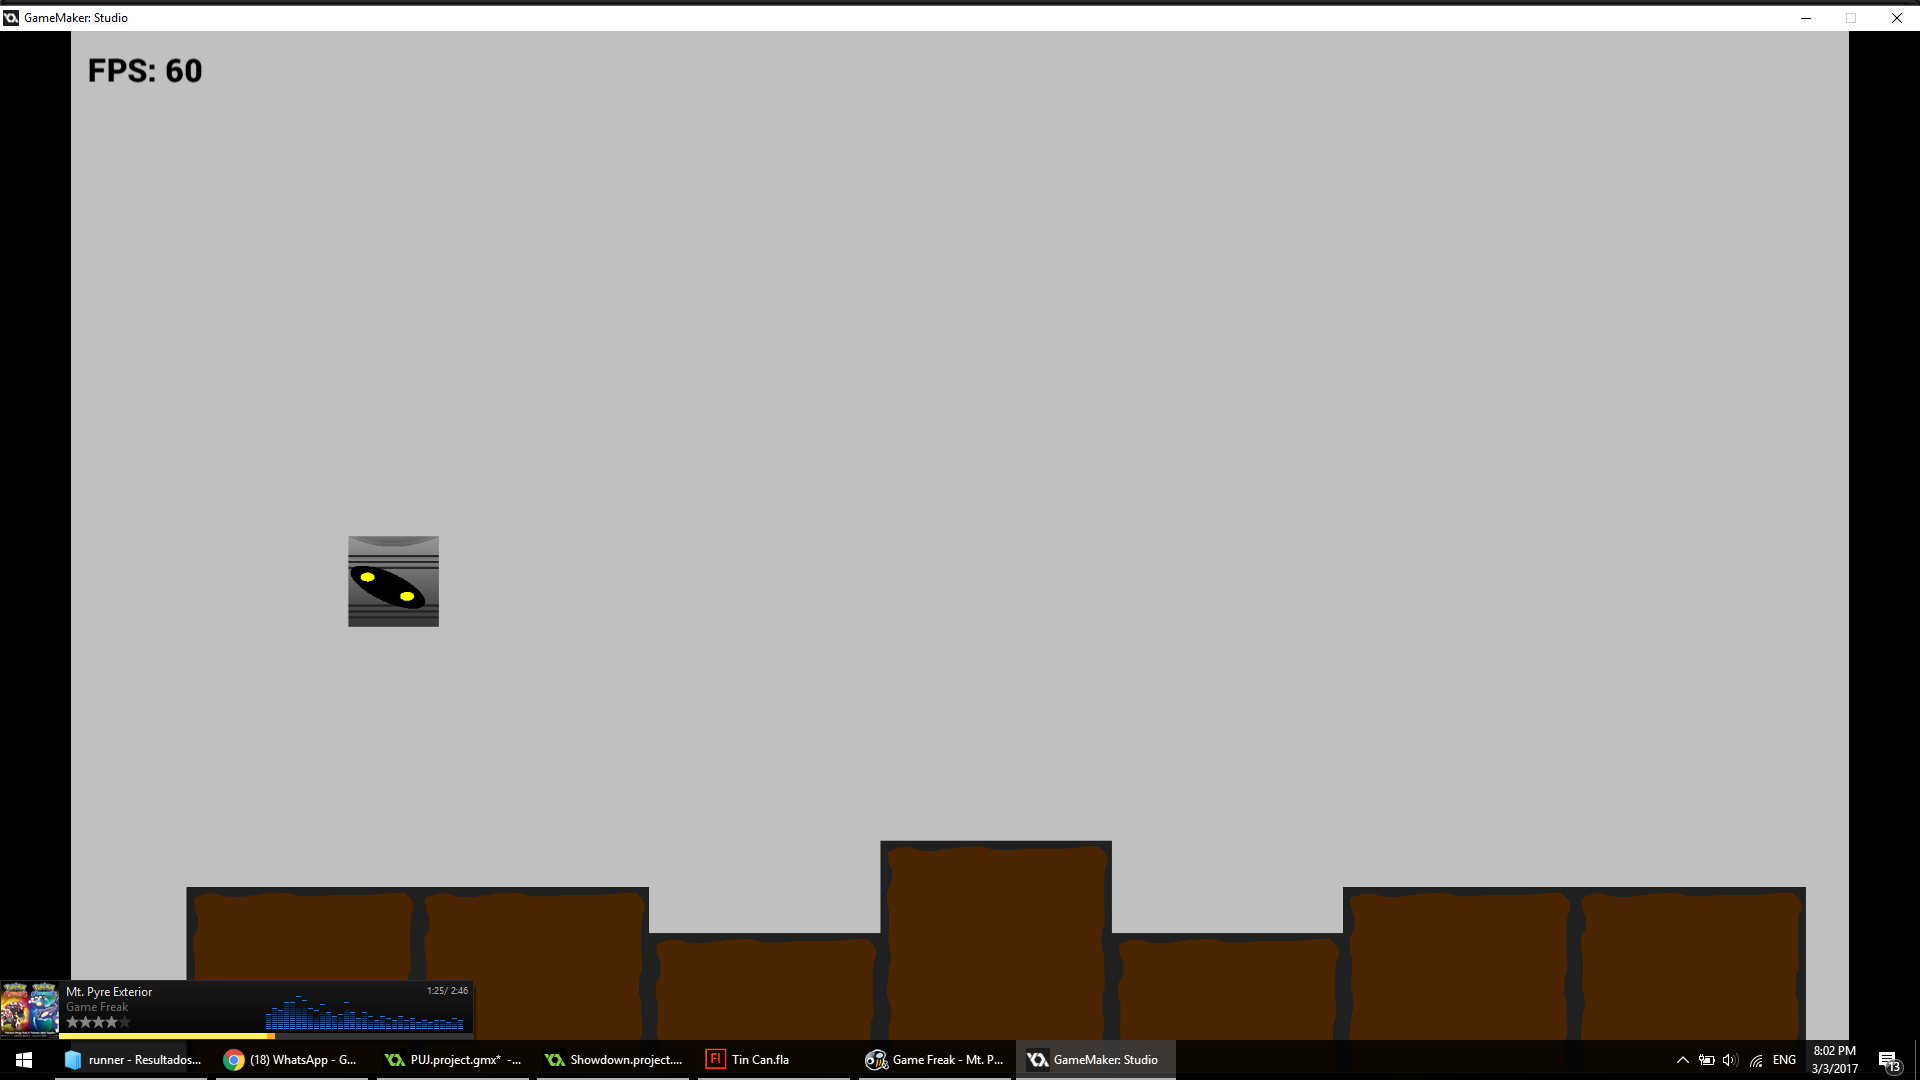 GameMaker: Studio
FPS: 60
Mt. Pyre Exterior
1:25/ 2:46
Game Freak
runner - Resultados...
(18) WhatsApp - G...
PUJ.project.gmx* -...
Showdown.project....
Fl
Tin Can.fla
Game Freak - Mt. P...
GameMaker: Studio
ENG
8:02 PM
3/3/2017
13